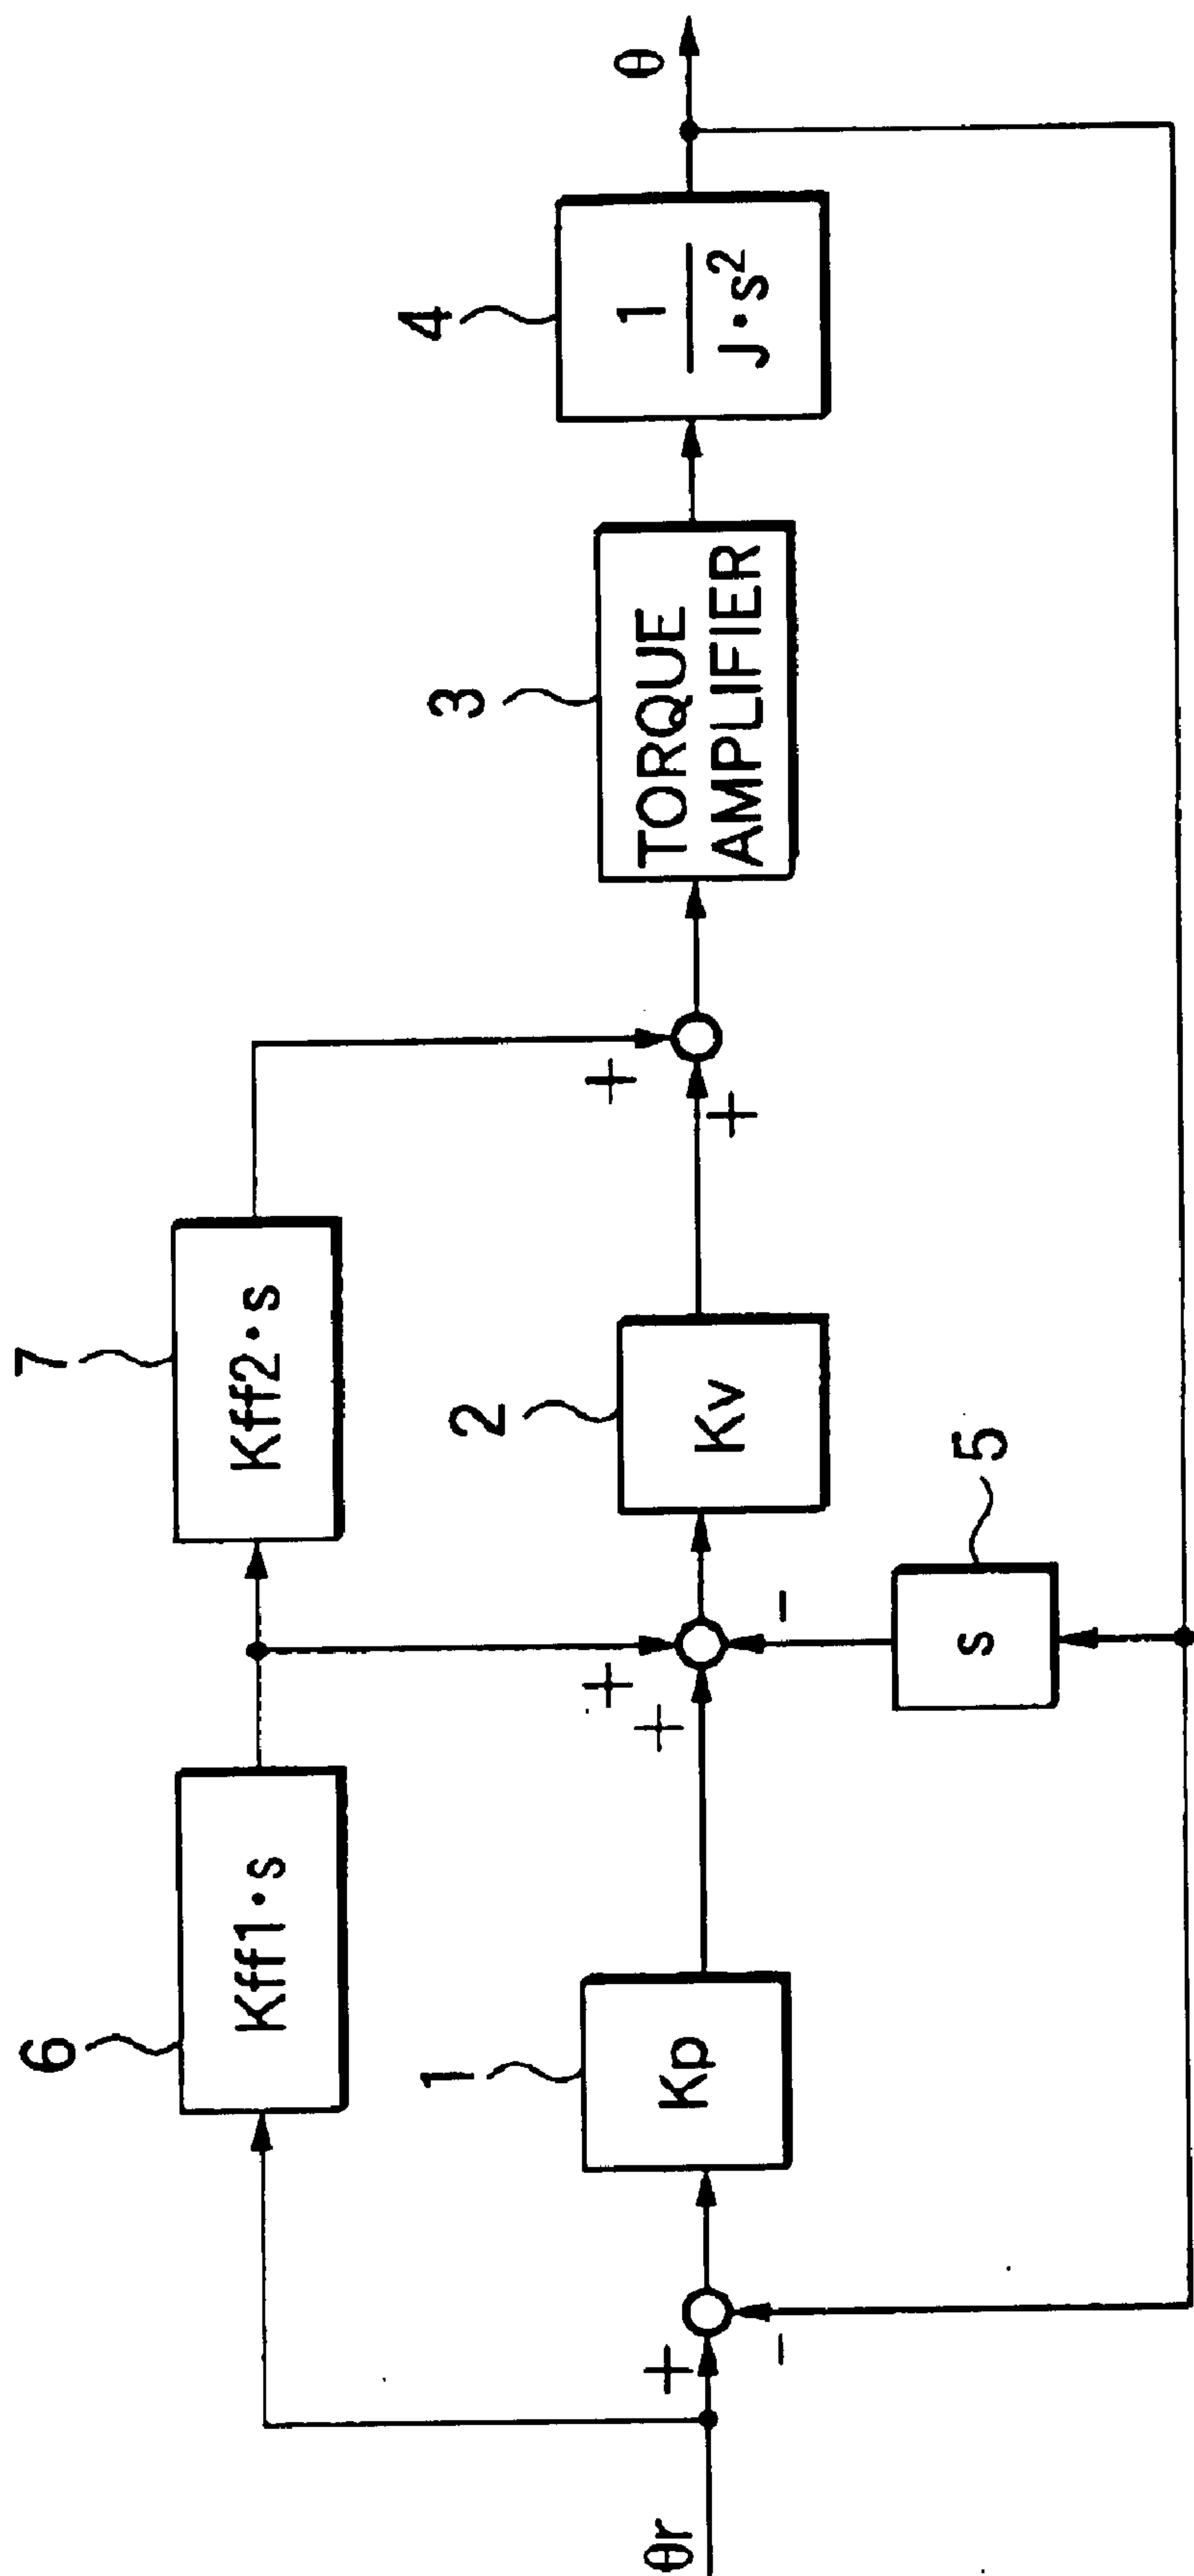 6
Kff1・s
7
Kff2・s
θr
+
-
1
Kp
+
+
-
2
Kv
+
+
3
TORQUE
AMPLIFIER
4
1
J・s²
θ
5
s